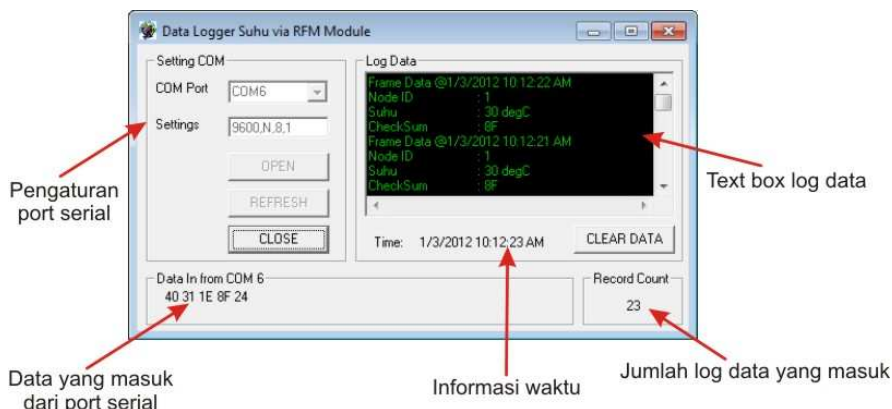 Data Logger Suhu via RFM Module
Setting COM
COM Port
COM6
Settings
9600,N,8,1
OPEN
REFRESH
CLOSE
Log Data
Frame Data @1/3/2012 10:12:22 AM
Node ID : 1
Suhu : 30 degC
CheckSum : 8F
Frame Data @1/3/2012 10:12:21 AM
Node ID : 1
Suhu : 30 degC
CheckSum : 8F
Time: 1/3/2012 10:12:23 AM
CLEAR DATA
Data In from COM 6
40 31 1E 8F 24
Record Count
23
Pengaturan
port serial
Text box log data
Data yang masuk
dari port serial
Informasi waktu
Jumlah log data yang masuk